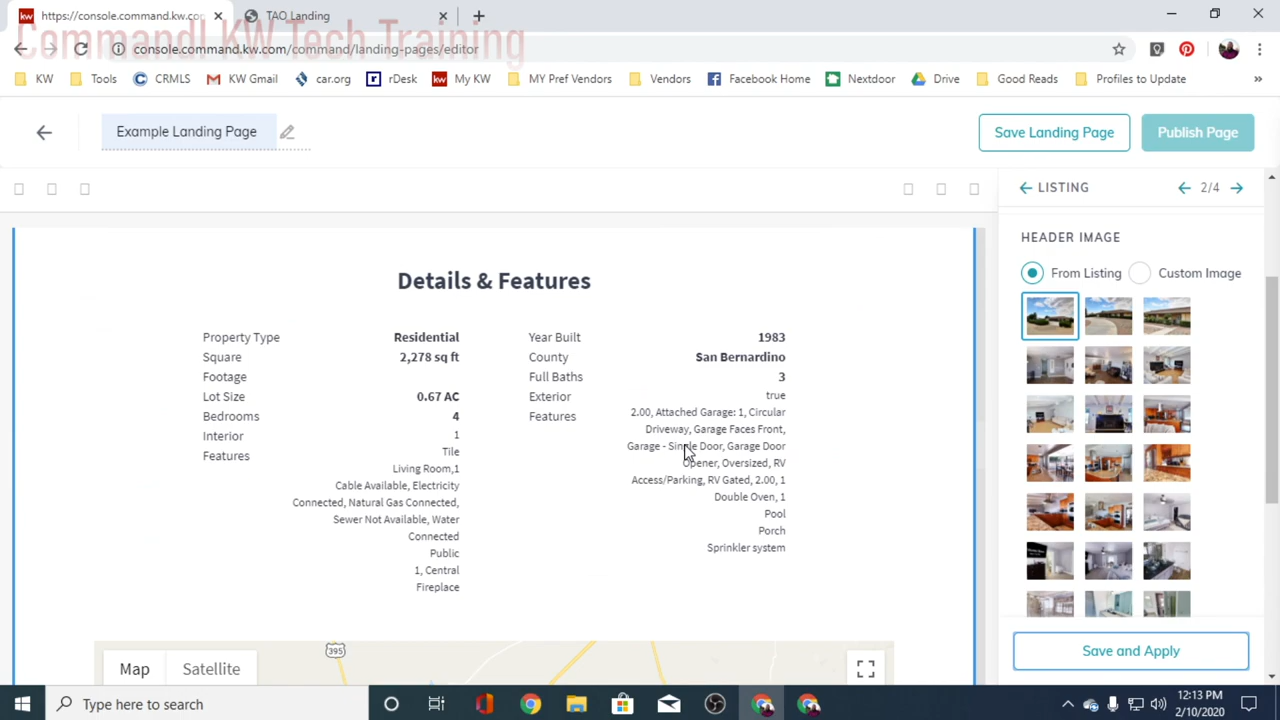 https://console.command.kw.com
TAO Landing
Command! KW Tech Training
console.command.kw.com/command/landing-pages/editor
KW
Tools
CRMLS
KW Gmail
car.org
rDesk
kw My KW
MY Pref Vendors
Vendors
Facebook Home
Nextdoor
Drive
Good Reads
Profiles to Update
»
Example Landing Page
Save Landing Page
Publish Page
LISTING
2/4
HEADER IMAGE
From Listing
Custom Image
Details & Features
Property Type Residential
Square Footage 2,278 sq ft
Lot Size 0.67 AC
Bedrooms 4
Interior Features 1
Tile
Living Room,1
Cable Available, Electricity
Connected, Natural Gas Connected,
Sewer Not Available, Water
Connected
Public
1, Central
Fireplace
Year Built 1983
County San Bernardino
Full Baths 3
Exterior Features true
2.00, Attached Garage: 1, Circular
Driveway, Garage Faces Front,
Garage - Single Door, Garage Door
Opener, Oversized, RV
Access/Parking, RV Gated, 2.00, 1
Double Oven, 1
Pool
Porch
Sprinkler system
395
Map
Satellite
Save and Apply
Type here to search
12:13 PM
2/10/2020